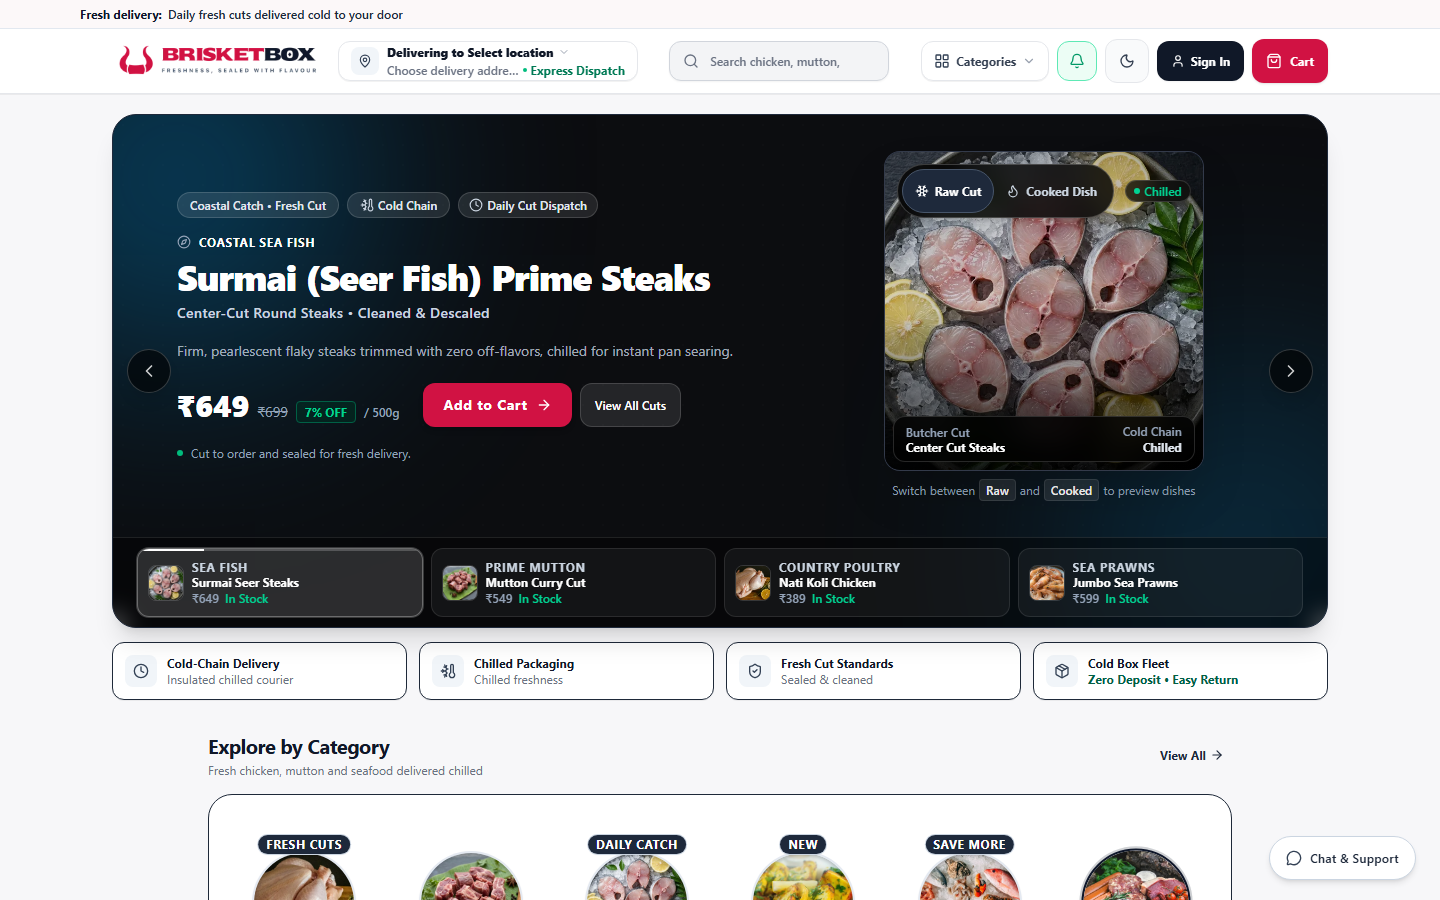 Fresh delivery: Daily fresh cuts delivered cold to your door
BRISKETBOX
FRESHNESS, SEALED WITH FLAVOUR
Delivering to Select location
Choose delivery addre... • Express Dispatch
Search chicken, mutton,
Categories
Sign In
Cart
Coastal Catch • Fresh Cut
Cold Chain
Daily Cut Dispatch
COASTAL SEA FISH
Surmai (Seer Fish) Prime Steaks
Center-Cut Round Steaks • Cleaned & Descaled
Firm, pearlescent flaky steaks trimmed with zero off-flavors, chilled for instant pan searing.
₹649 ₹699 7% OFF / 500g
Add to Cart
View All Cuts
Cut to order and sealed for fresh delivery.
Raw Cut
Cooked Dish
Chilled
Butcher Cut
Center Cut Steaks
Cold Chain
Chilled
Switch between Raw and Cooked to preview dishes
SEA FISH
Surmai Seer Steaks
₹649 In Stock
PRIME MUTTON
Mutton Curry Cut
₹549 In Stock
COUNTRY POULTRY
Nati Koli Chicken
₹389 In Stock
SEA PRAWNS
Jumbo Sea Prawns
₹599 In Stock
Cold-Chain Delivery
Insulated chilled courier
Chilled Packaging
Chilled freshness
Fresh Cut Standards
Sealed & cleaned
Cold Box Fleet
Zero Deposit • Easy Return
Explore by Category
Fresh chicken, mutton and seafood delivered chilled
View All
FRESH CUTS
DAILY CATCH
NEW
SAVE MORE
Chat & Support